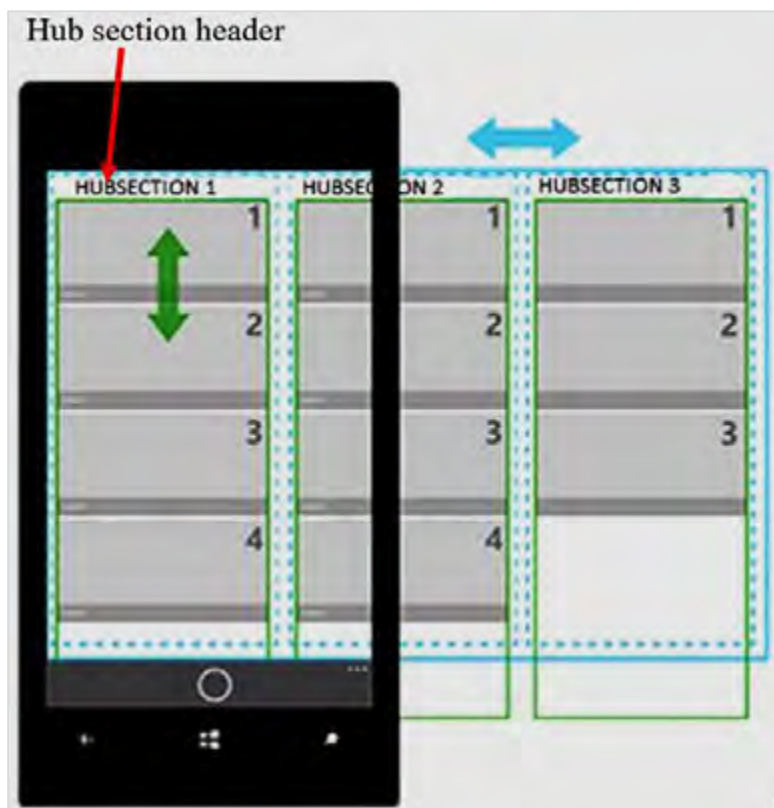 Hub section header
HUBSECTION 1 HUBSECTION 2 HUBSECTION 3
1 1 1
2 2 2
3 3 3
4 4